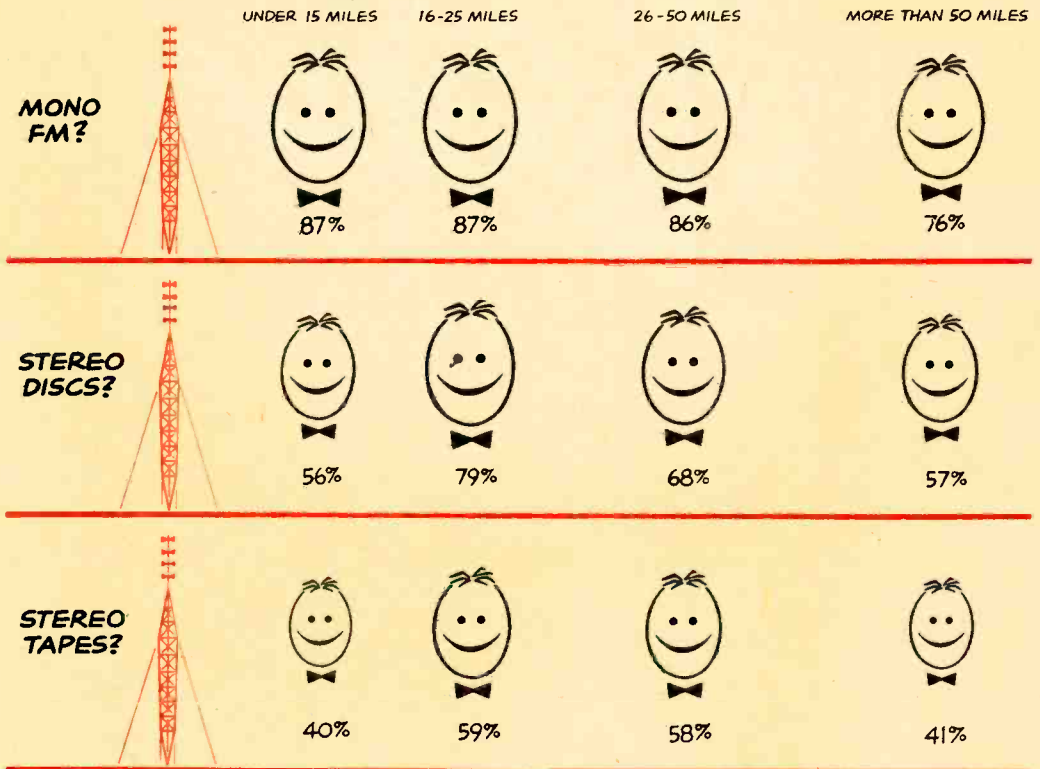 UNDER 15 MILES 16-25 MILES 26-50 MILES MORE THAN 50 MILES
MONO
FM?
87% 87% 86% 76%
STEREO
DISCS?
56% 79% 68% 57%
STEREO
TAPES?
40% 59% 58% 41%